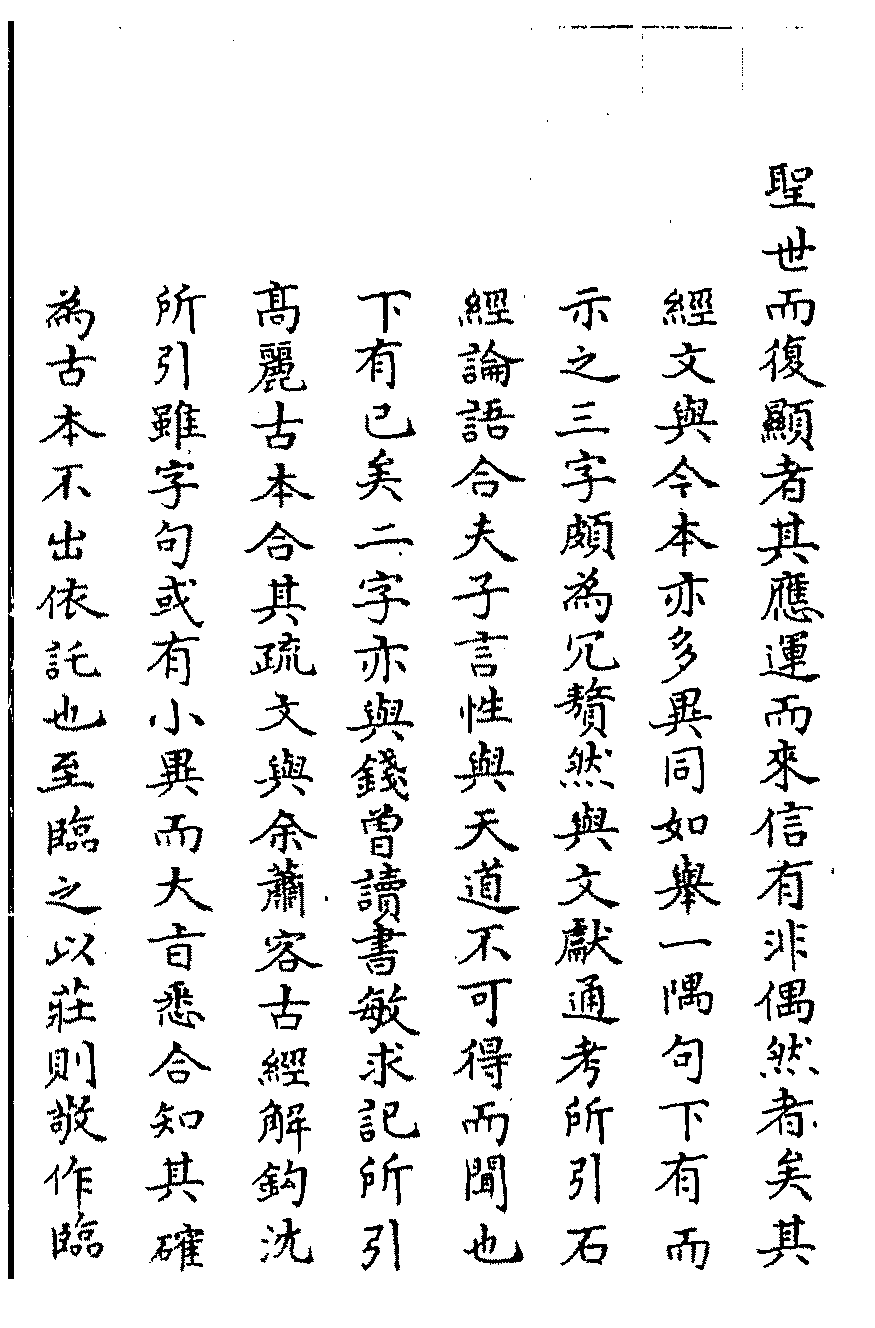 聖世而復顯者其應運而來信有非偶然者矣其
經文與今本亦多異同如舉一隅句下有而
示之三字頗為冗贅然與文獻通考所引石
經論語合夫子言性與天道不可得而聞也
下有已矣二字亦與錢曾讀書敏求記所引
高麗古本合其疏文與余蕭客古經解鈎沈
所引雖字句或有小異而大㫖悉合知其確
為古本不出依託也至臨之以莊則敬作臨